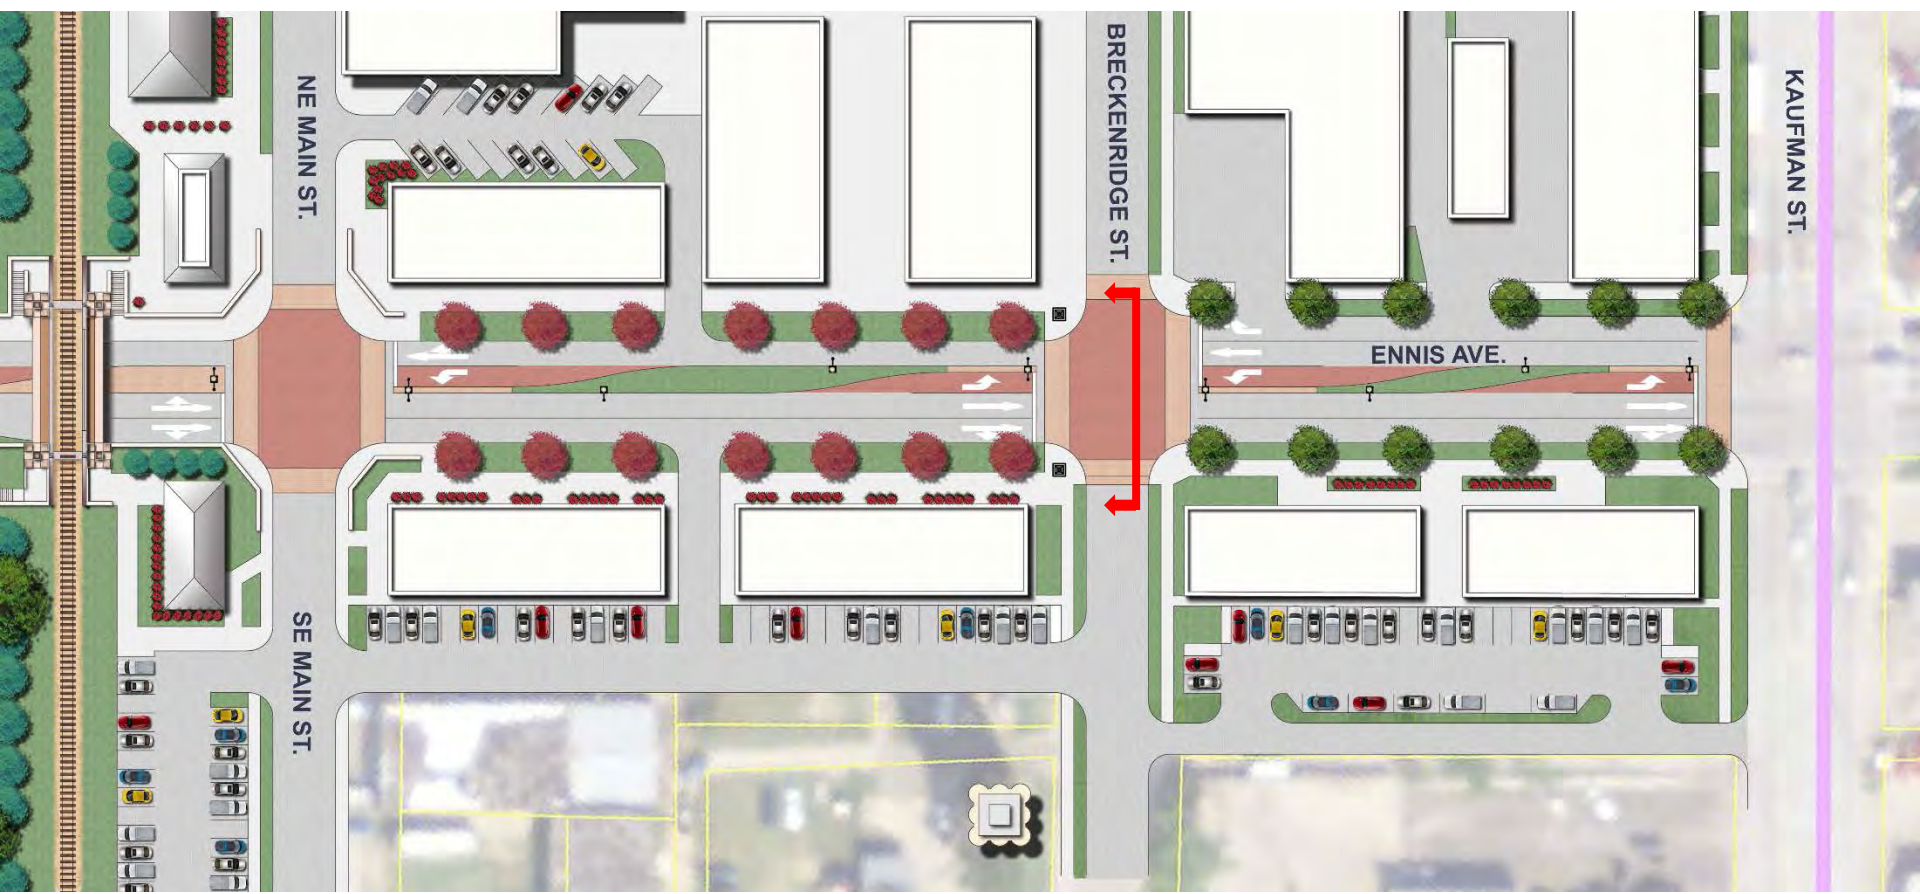 NE MAIN ST.
BRECKENRIDGE ST.
KAUFMAN ST.
ENNIS AVE.
SE MAIN ST.